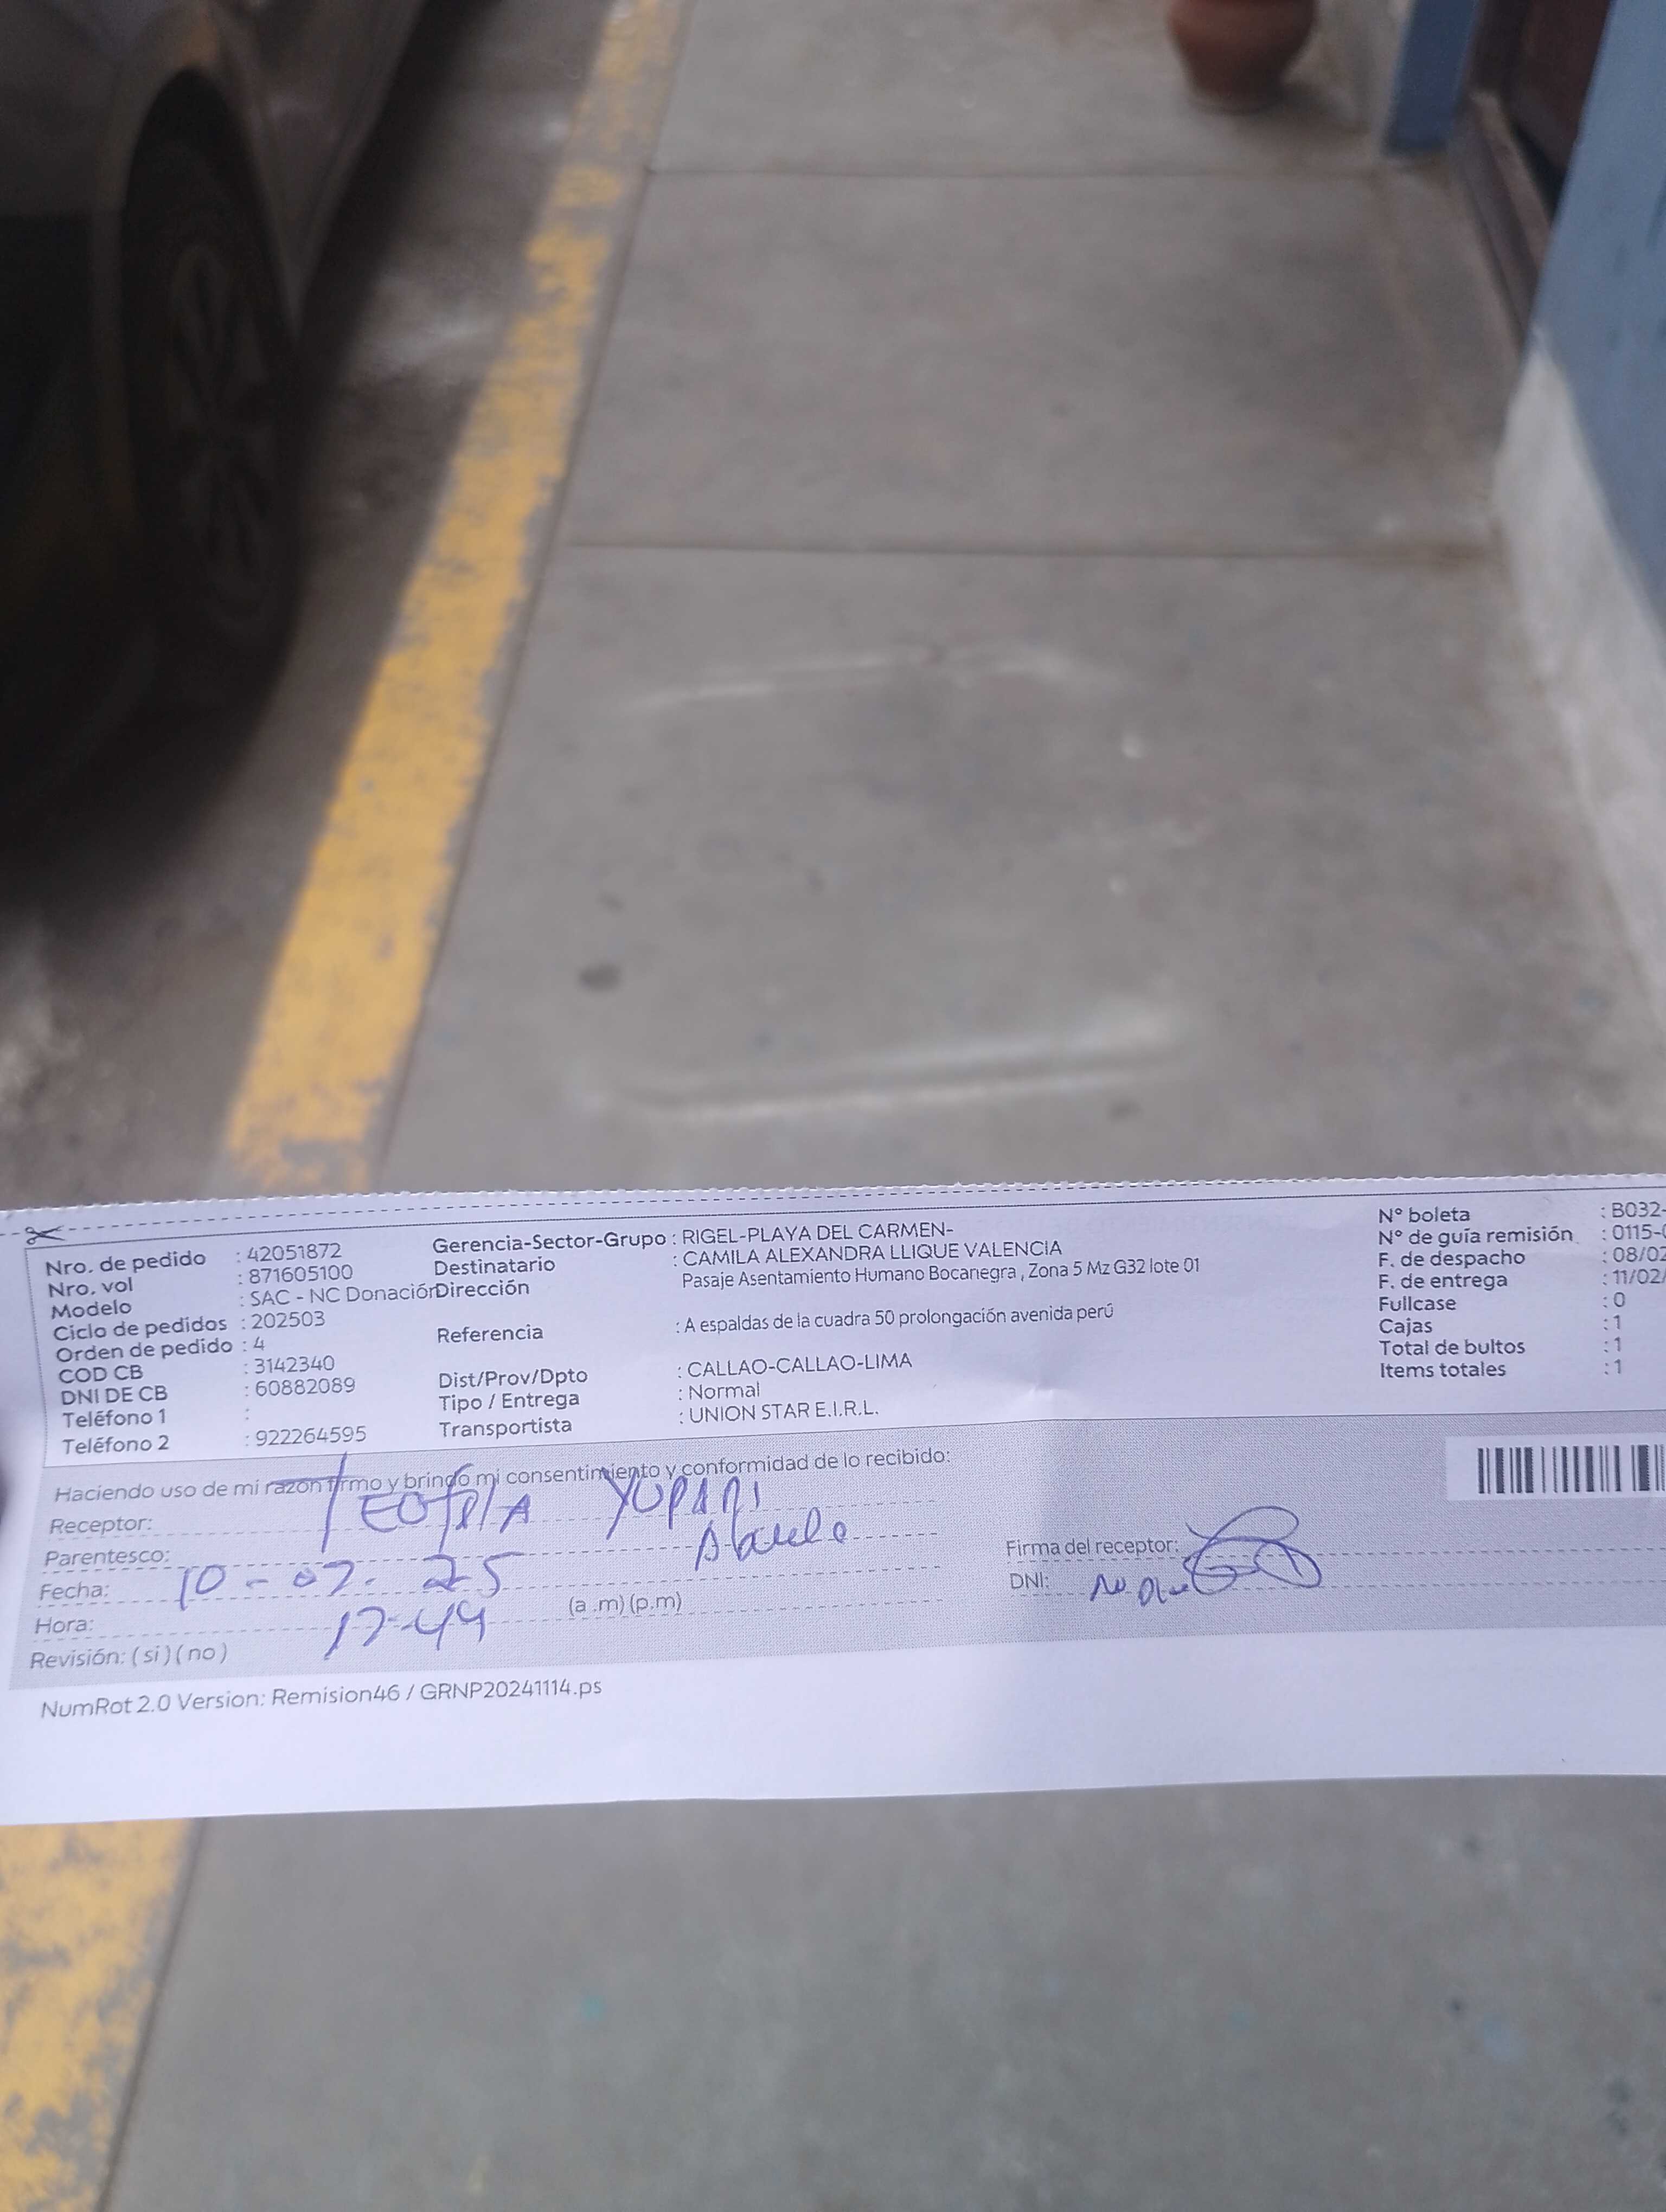 Nro. de pedido : 42051872
Nro. vol : 871605100
Modelo : SAC - NC Donación
Ciclo de pedidos : 202503
Orden de pedido : 4
COD CB : 3142340
DNI DE CB : 60882089
Teléfono 1 :
Teléfono 2 : 922264595
Gerencia-Sector-Grupo : RIGEL-PLAYA DEL CARMEN-
Destinatario : CAMILA ALEXANDRA LLIQUE VALENCIA
Dirección Pasaje Asentamiento Humano Bocanegra , Zona 5 Mz G32 lote 01
Referencia : A espaldas de la cuadra 50 prolongación avenida perú
Dist/Prov/Dpto : CALLAO-CALLAO-LIMA
Tipo / Entrega : Normal
Transportista : UNION STAR E.I.R.L.
N° boleta : B032-
N° de guía remisión : 0115-
F. de despacho : 08/02
F. de entrega : 11/02/
Fullcase : 0
Cajas : 1
Total de bultos : 1
Items totales : 1
Haciendo uso de mi razon firmo y brindo mi consentimiento y conformidad de lo recibido:
Receptor:
Parentesco: Abuelo
Fecha: 10-02-25
Hora: 17-44 (a .m) (p.m)
Revisión: ( si ) ( no )
Firma del receptor:
DNI:
NumRot 2.0 Version: Remision46 / GRNP20241114.ps